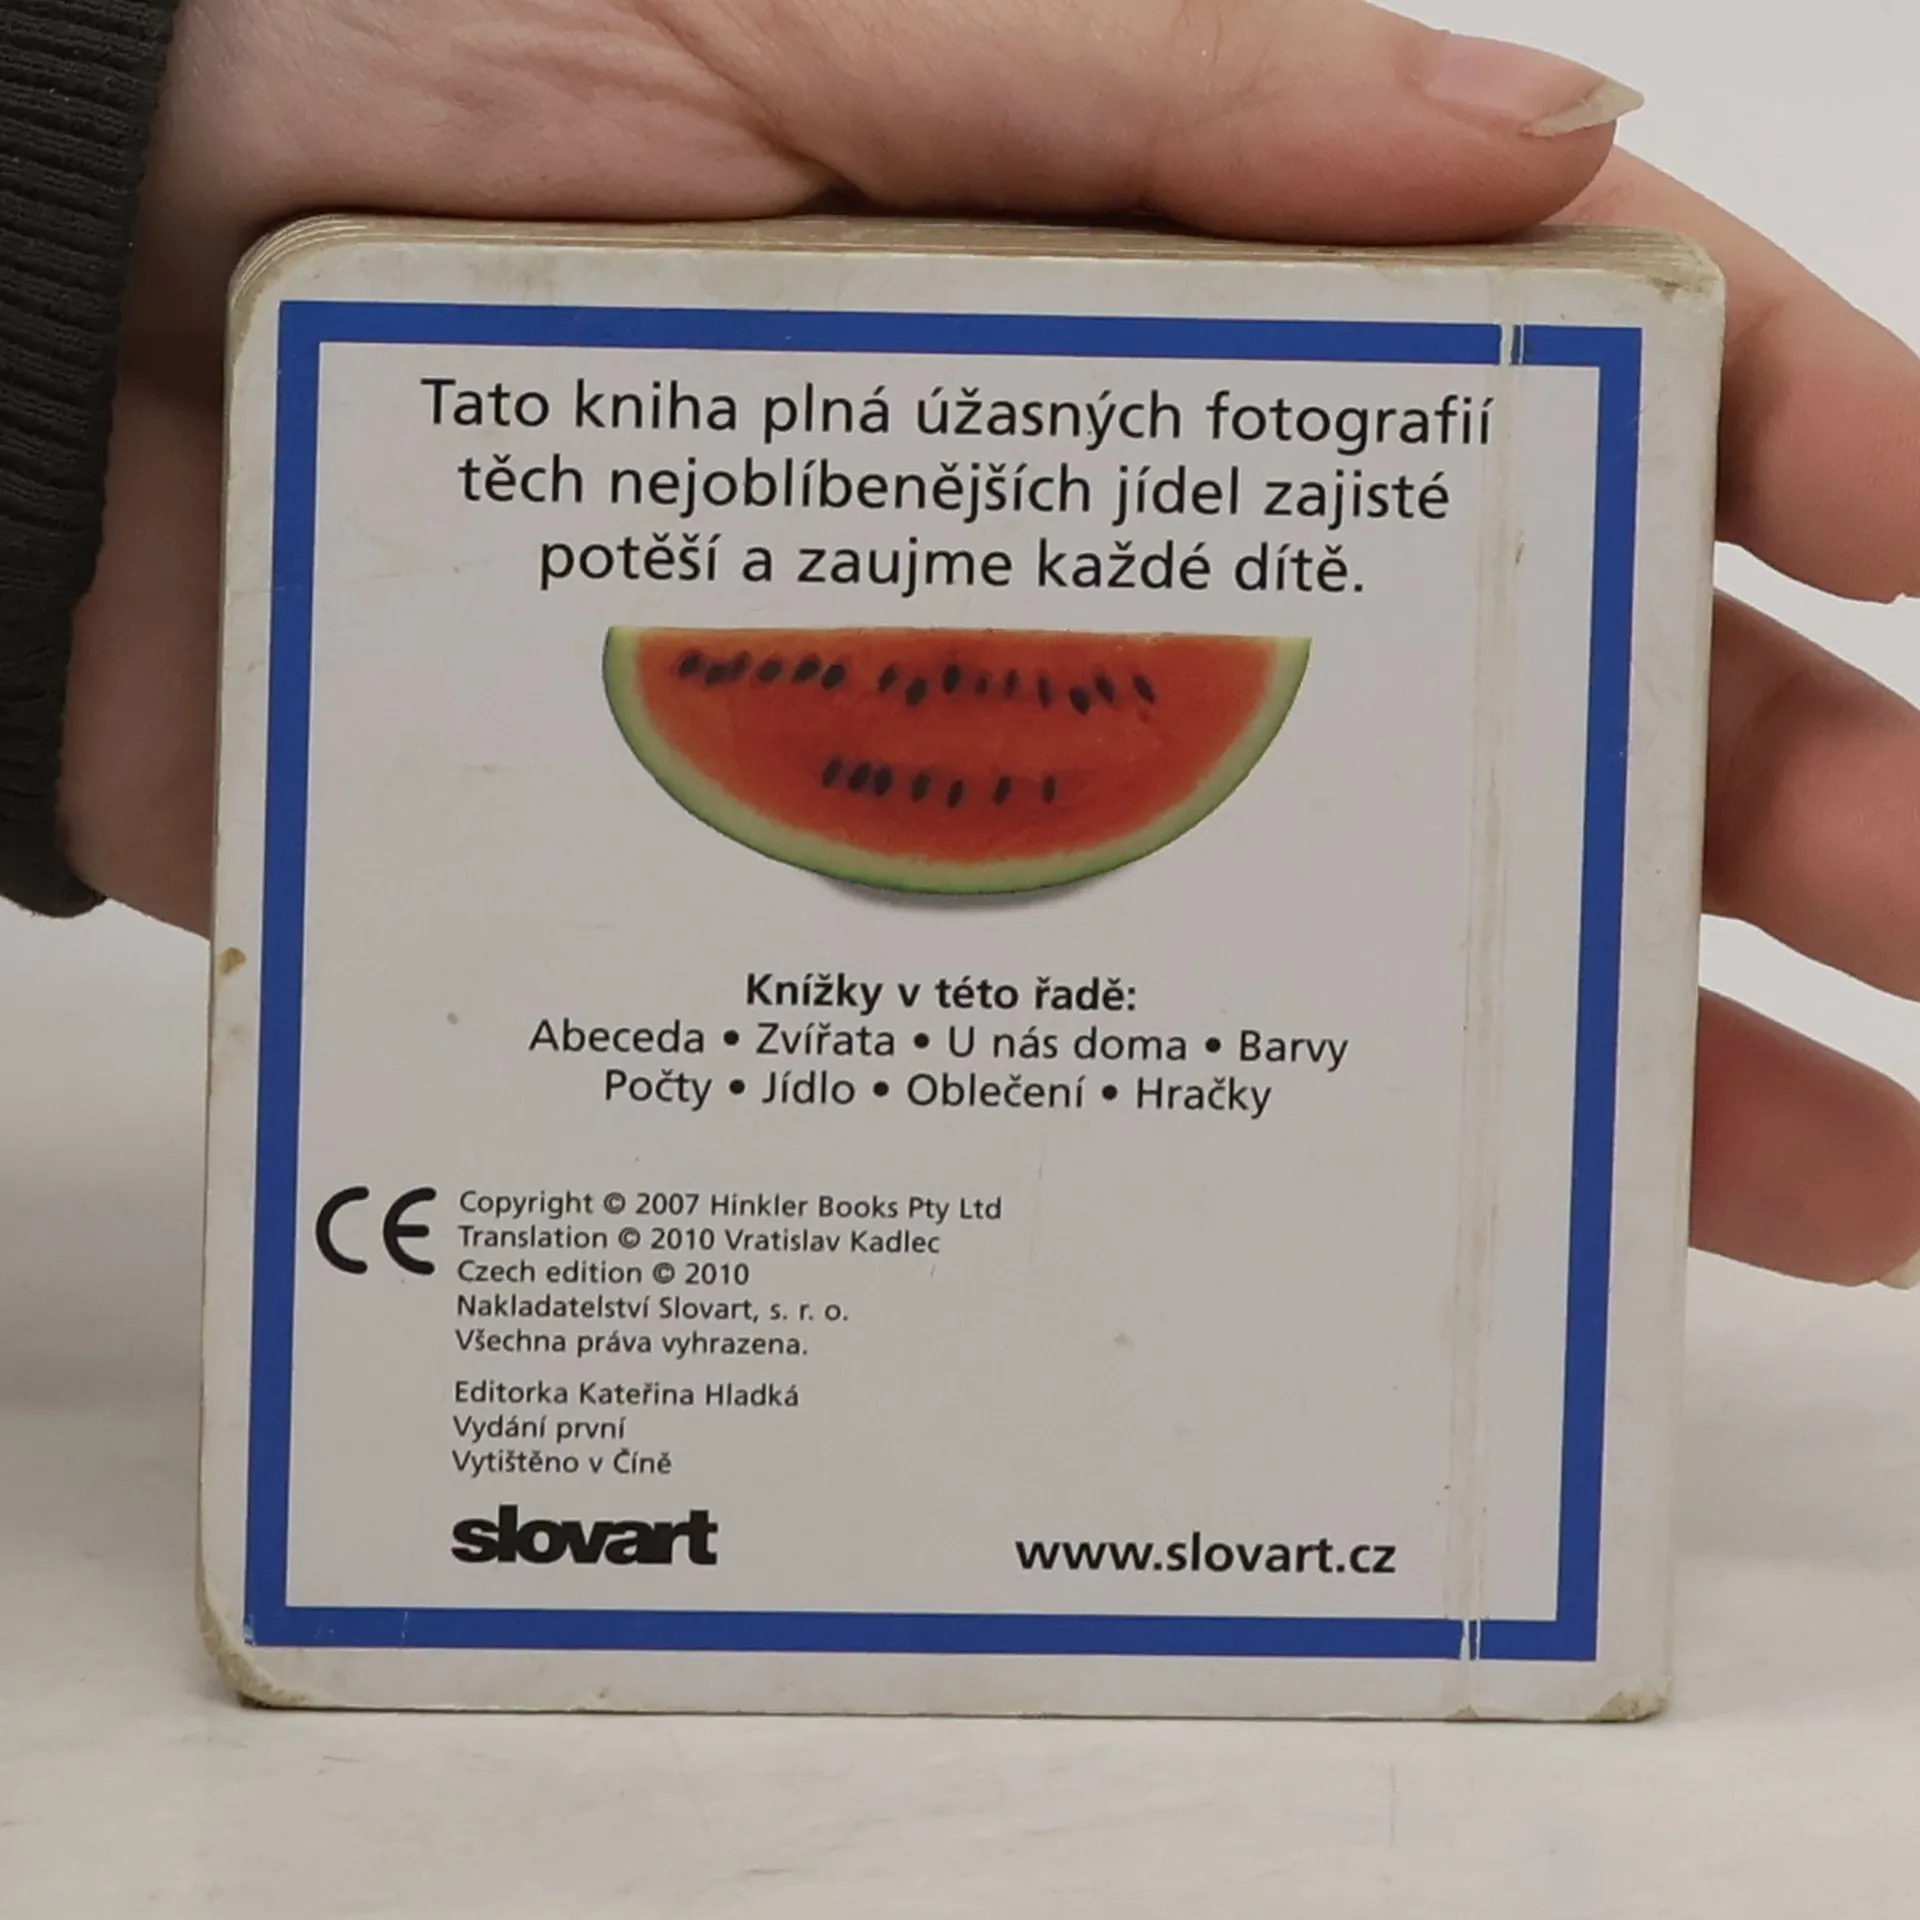 Tato kniha plná úžasných fotografií
těch nejoblíbenějších jídel zajisté
potěší a zaujme každé dítě.
Knížky v této řadě:
Abeceda • Zvířata • U nás doma • Barvy
Počty • Jídlo • Oblečení • Hračky
CE
Copyright © 2007 Hinkler Books Pty Ltd
Translation © 2010 Vratislav Kadlec
Czech edition © 2010
Nakladatelství Slovart, s. r. o.
Všechna práva vyhrazena.
Editorka Kateřina Hladká
Vydání první
Vytištěno v Číně
slovart
www.slovart.cz